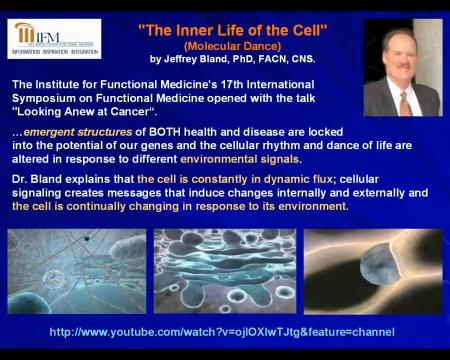 IFM
THE INSTITUTE FOR FUNCTIONAL MEDICINE
INFORMATION INSPIRATION INTEGRATION
"The Inner Life of the Cell"
(Molecular Dance)
by Jeffrey Bland, PhD, FACN, CNS.
The Institute for Functional Medicine's 17th International
Symposium on Functional Medicine opened with the talk
"Looking Anew at Cancer“.
…emergent structures of BOTH health and disease are locked
into the potential of our genes and the cellular rhythm and dance of life are
altered in response to different environmental signals.
Dr. Bland explains that the cell is constantly in dynamic flux; cellular
signaling creates messages that induce changes internally and externally and
the cell is continually changing in response to its environment.
http://www.youtube.com/watch?v=ojIOXIwTJtg&feature=channel